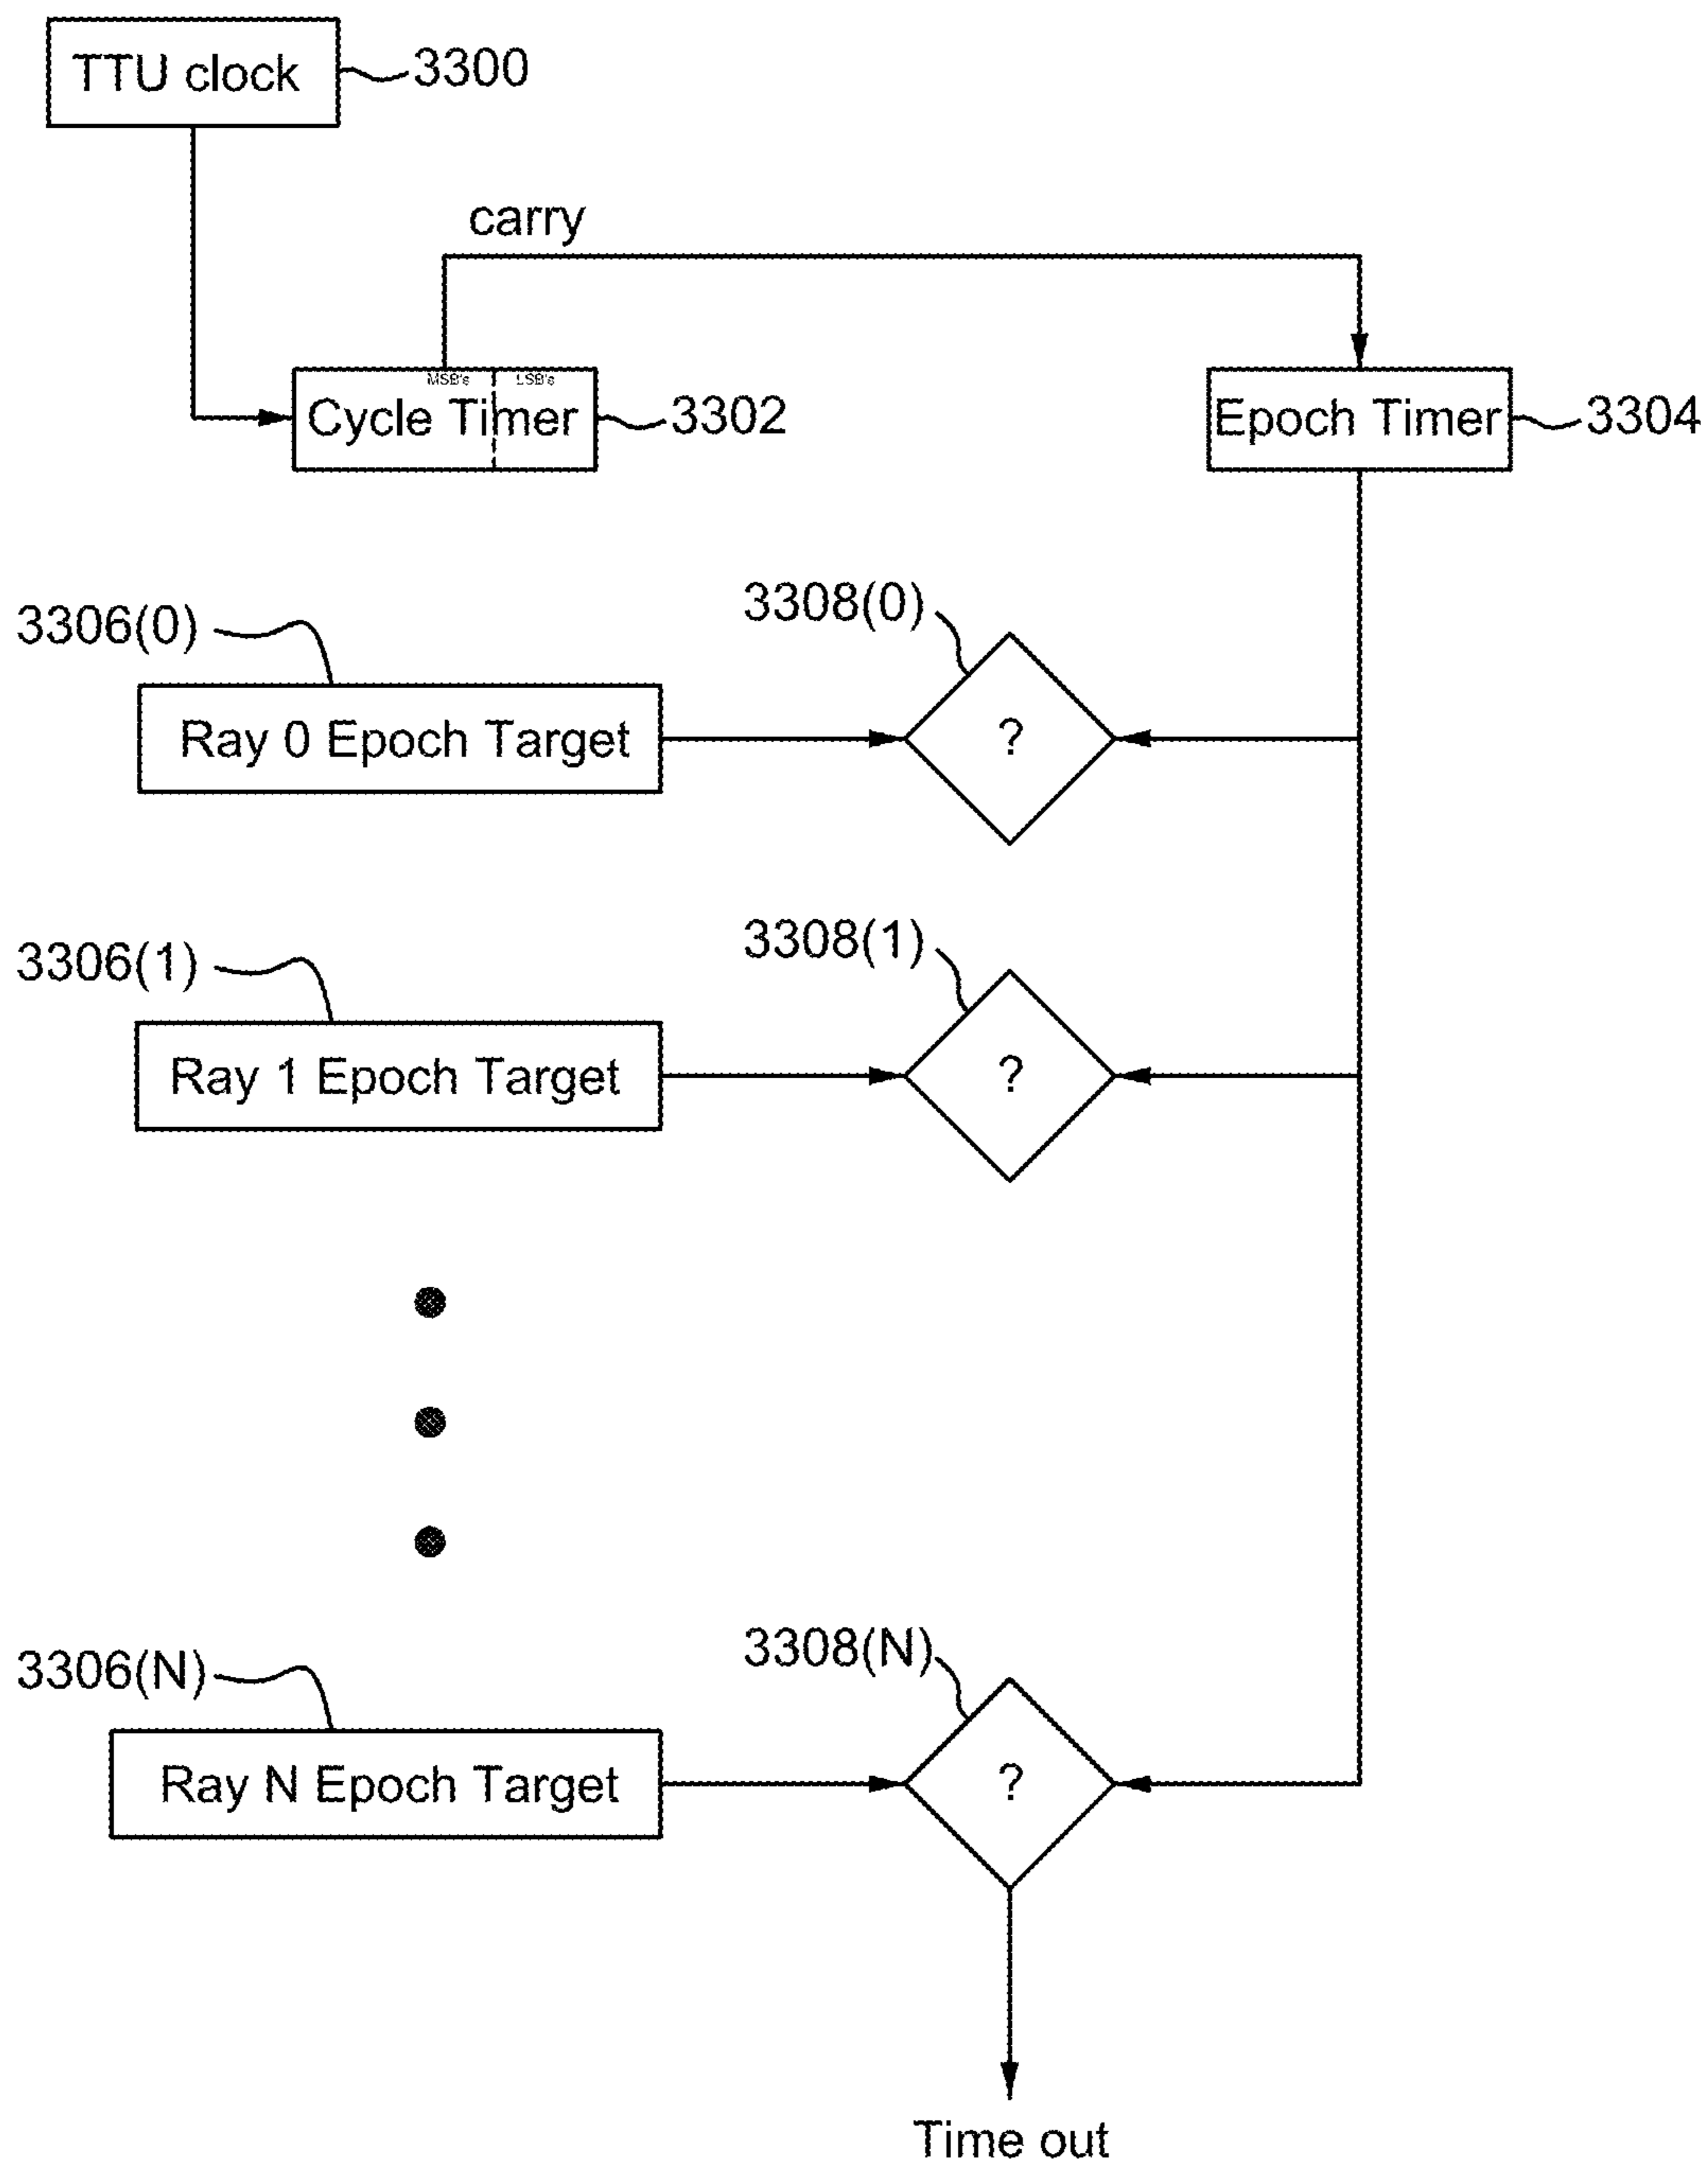 TTU clock
3300
carry
MSB's
LSB's
Cycle Timer
3302
Epoch Timer
3304
3306(0)
3308(0)
Ray 0 Epoch Target
?
3306(1)
3308(1)
Ray 1 Epoch Target
?
3306(N)
3308(N)
Ray N Epoch Target
?
Time out